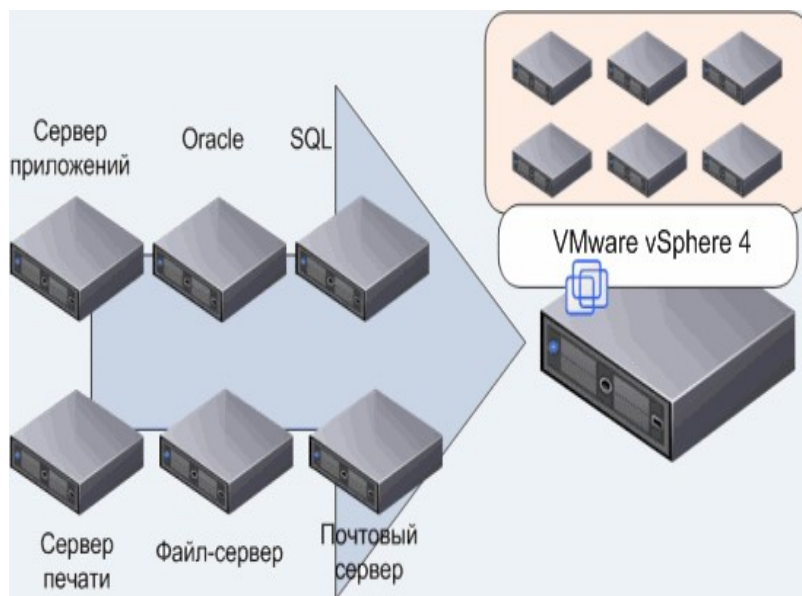 Сервер
приложений
Oracle
SQL
VMware vSphere 4
Сервер
печати
Файл-сервер
Почтовый
сервер